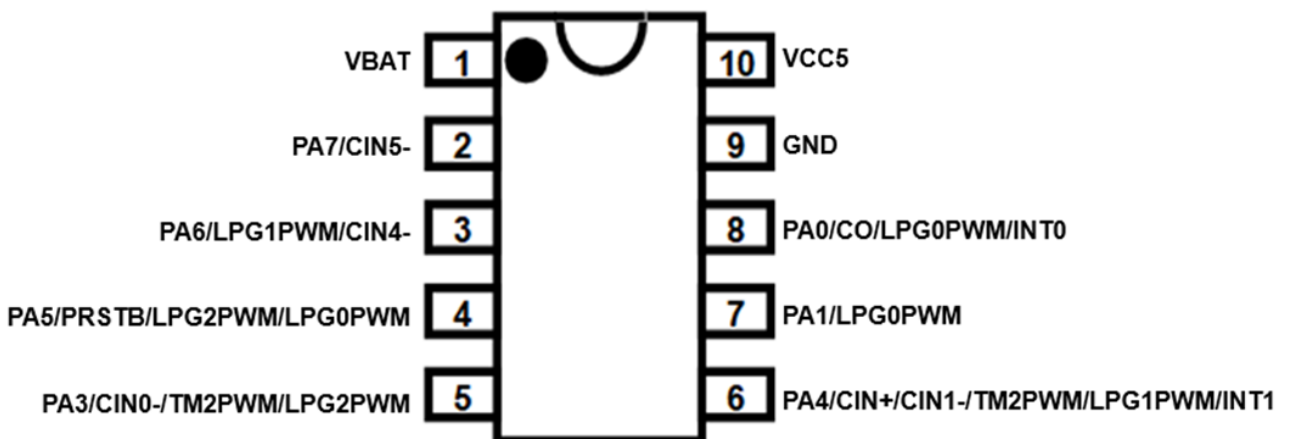 VBAT 1 10 VCC5
PA7/CIN5- 2 9 GND
PA6/LPG1PWM/CIN4- 3 8 PA0/CO/LPG0PWM/INT0
PA5/PRSTB/LPG2PWM/LPG0PWM 4 7 PA1/LPG0PWM
PA3/CIN0-/TM2PWM/LPG2PWM 5 6 PA4/CIN+/CIN1-/TM2PWM/LPG1PWM/INT1